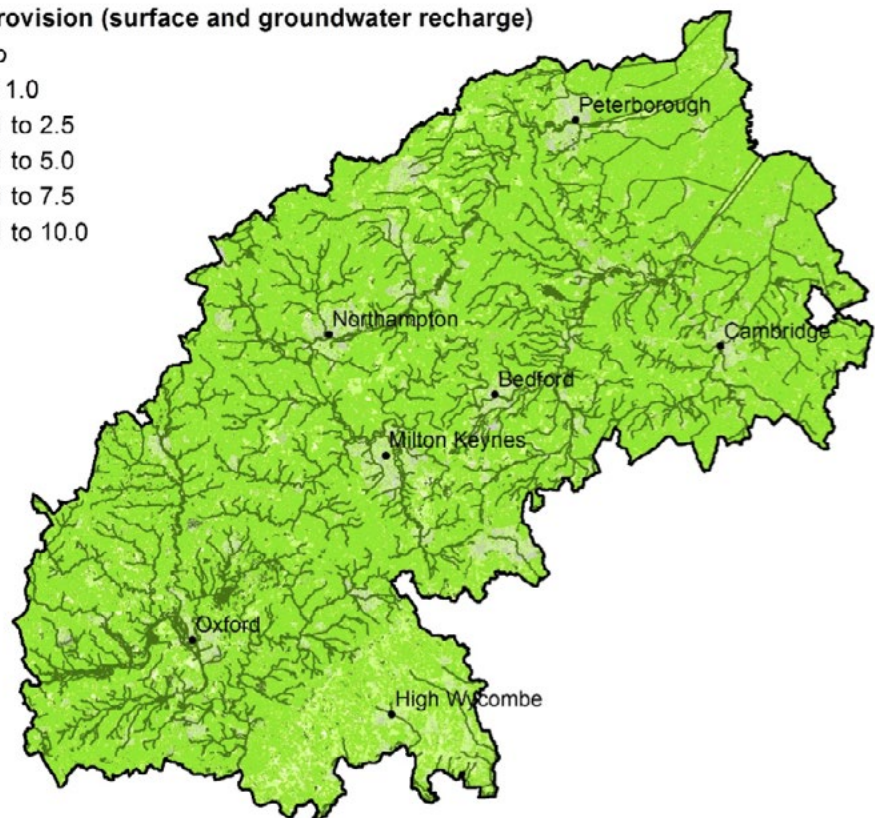 rovision (surface and groundwater recharge)
1.0
to 2.5
to 5.0
to 7.5
to 10.0
Peterborough
Northampton
Cambridge
Bedford
Milton Keynes
Oxford
High Wycombe